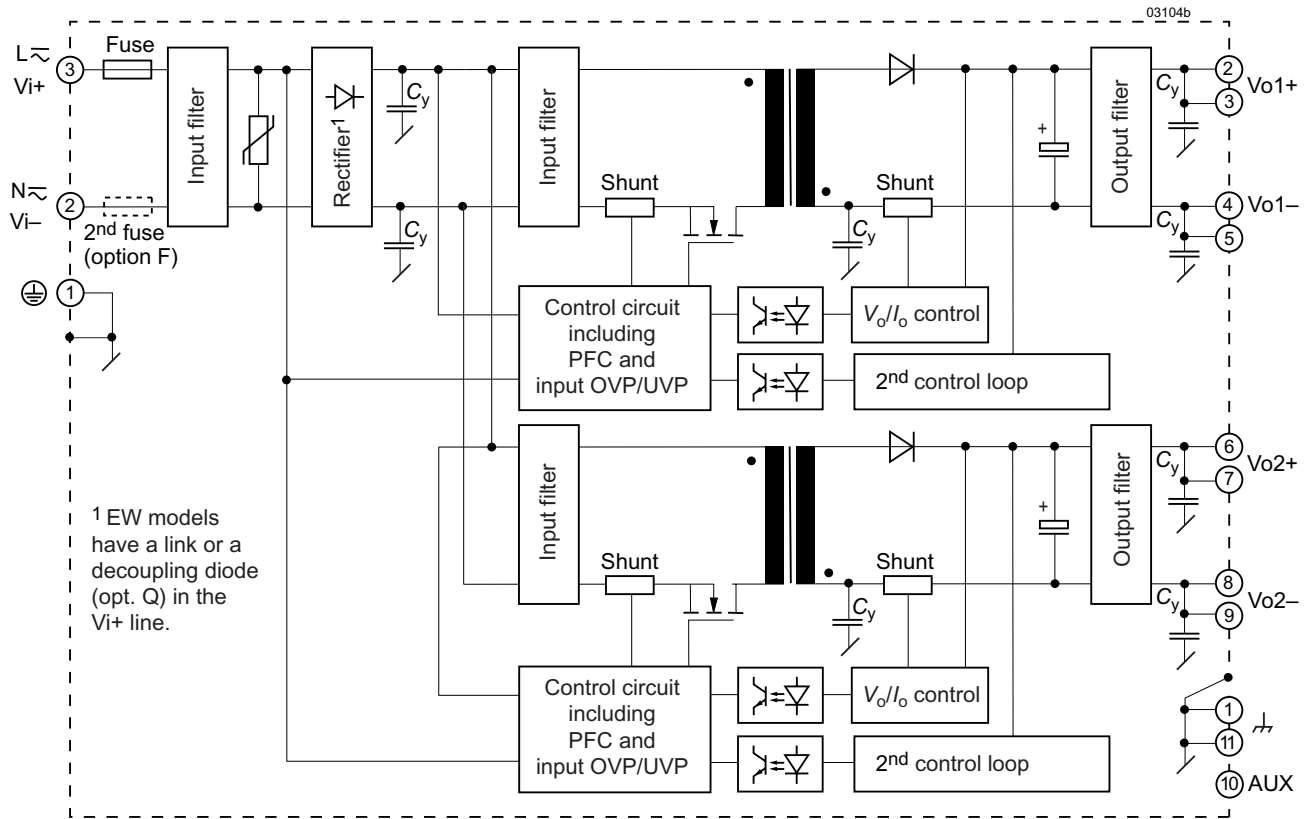 03104b
L
Fuse
3
Vi+
Input filter
Rectifier1
Cy
Input filter
Cy
2
Vo1+
3
+
Output filter
N
2
Vi–
2nd fuse
(option F)
Cy
Shunt
Cy
Shunt
Cy
4
Vo1–
5
1
Control circuit
including
PFC and
input OVP/UVP
Vo/Io control
2nd control loop
1 EW models
have a link or a
decoupling diode
(opt. Q) in the
Vi+ line.
Input filter
Shunt
Cy
Shunt
+
Output filter
Cy
6
Vo2+
7
Cy
8
Vo2–
9
Control circuit
including
PFC and
input OVP/UVP
Vo/Io control
2nd control loop
1
11
10
AUX